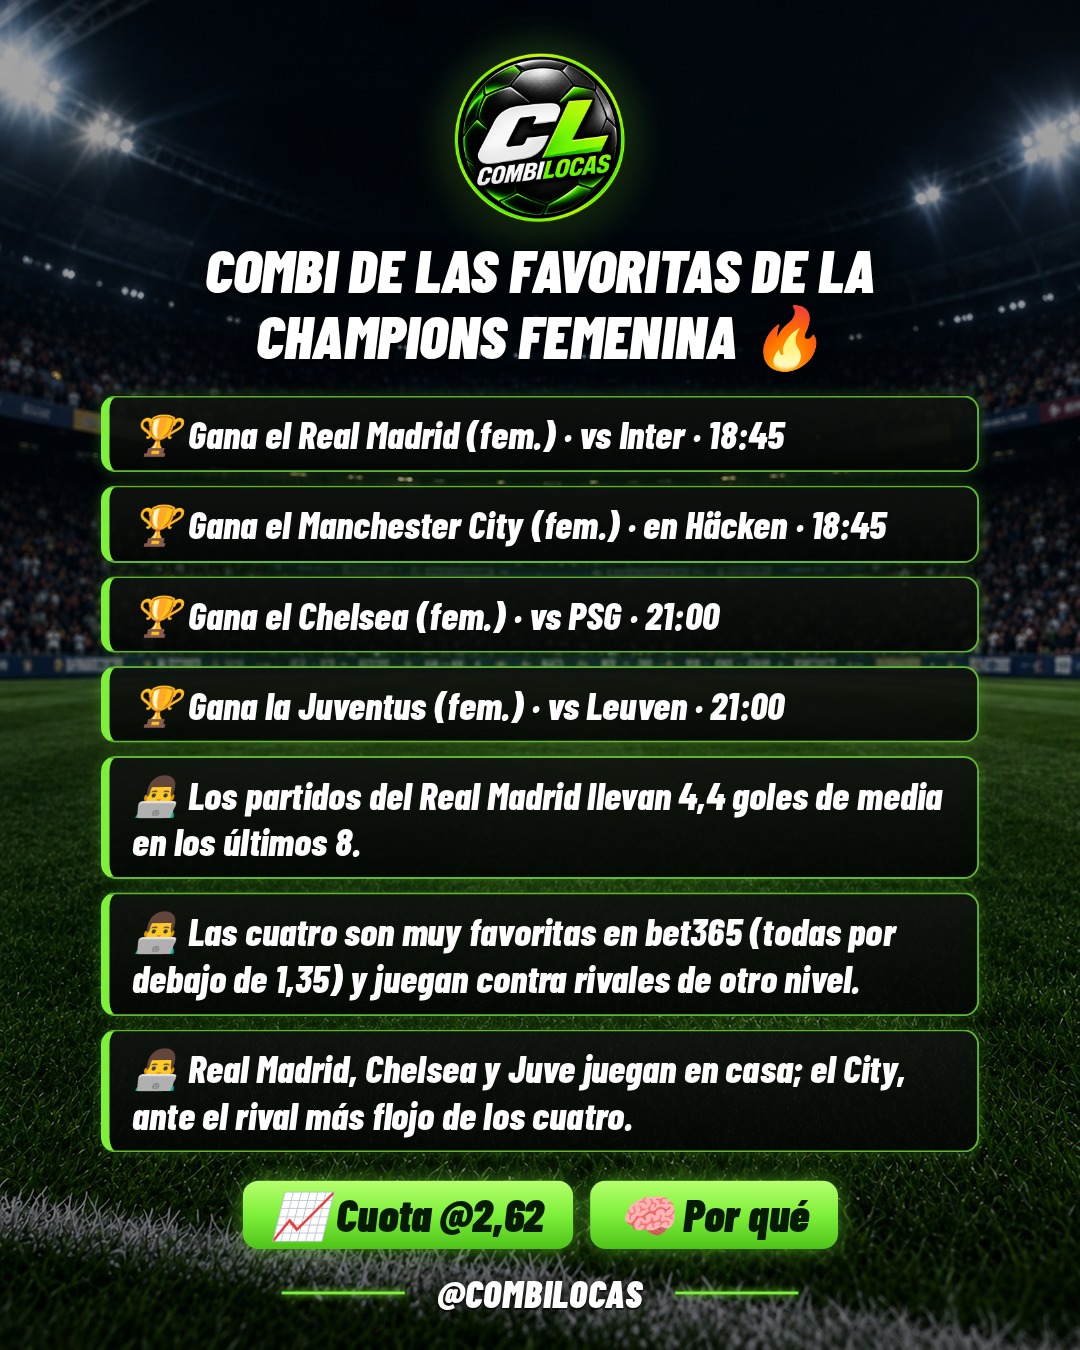 CL
COMBILOCAS
COMBI DE LAS FAVORITAS DE LA
CHAMPIONS FEMENINA 🔥
🏆 Gana el Real Madrid (fem.) · vs Inter · 18:45
🏆 Gana el Manchester City (fem.) · en Häcken · 18:45
🏆 Gana el Chelsea (fem.) · vs PSG · 21:00
🏆 Gana la Juventus (fem.) · vs Leuven · 21:00
👨‍💻 Los partidos del Real Madrid llevan 4,4 goles de media
en los últimos 8.
👨‍💻 Las cuatro son muy favoritas en bet365 (todas por
debajo de 1,35) y juegan contra rivales de otro nivel.
👨‍💻 Real Madrid, Chelsea y Juve juegan en casa; el City,
ante el rival más flojo de los cuatro.
📈 Cuota @2,62
🧠 Por qué
@COMBILOCAS